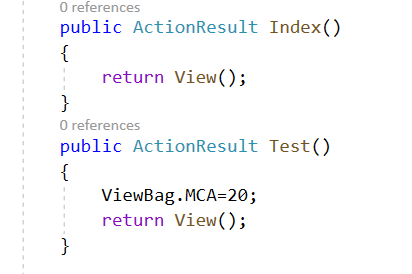 0 references
public ActionResult Index()
{
return View();
}
0 references
public ActionResult Test()
{
ViewBag.MCA=20;
return View();
}